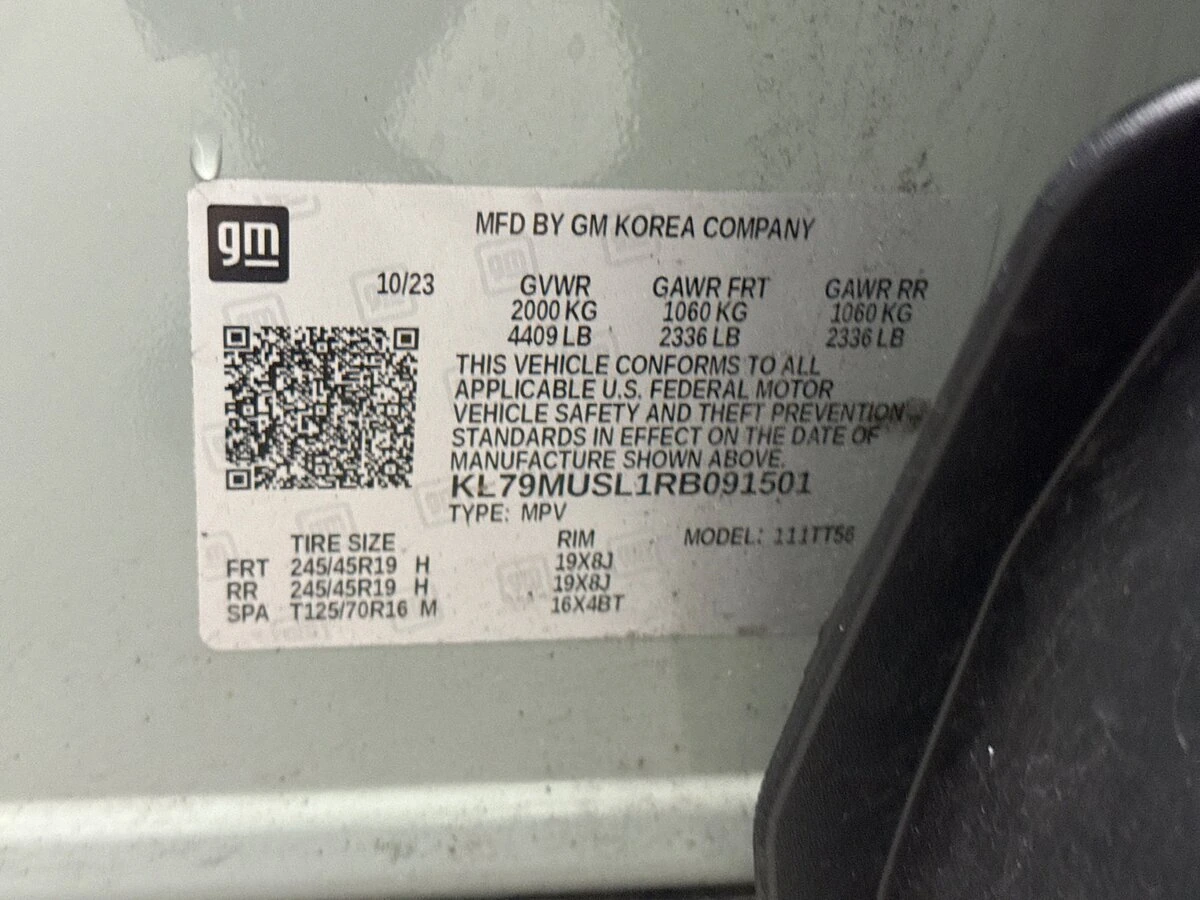 gm
MFD BY GM KOREA COMPANY
10/23 GVWR GAWR FRT GAWR RR
2000 KG 1060 KG 1060 KG
4409 LB 2336 LB 2336 LB
THIS VEHICLE CONFORMS TO ALL
APPLICABLE U.S. FEDERAL MOTOR
VEHICLE SAFETY AND THEFT PREVENTION
STANDARDS IN EFFECT ON THE DATE OF
MANUFACTURE SHOWN ABOVE.
KL79MUSL1RB091501
TYPE: MPV
TIRE SIZE RIM MODEL: 111TT56
FRT 245/45R19 H 19X8J
RR 245/45R19 H 19X8J
SPA T125/70R16 M 16X4BT